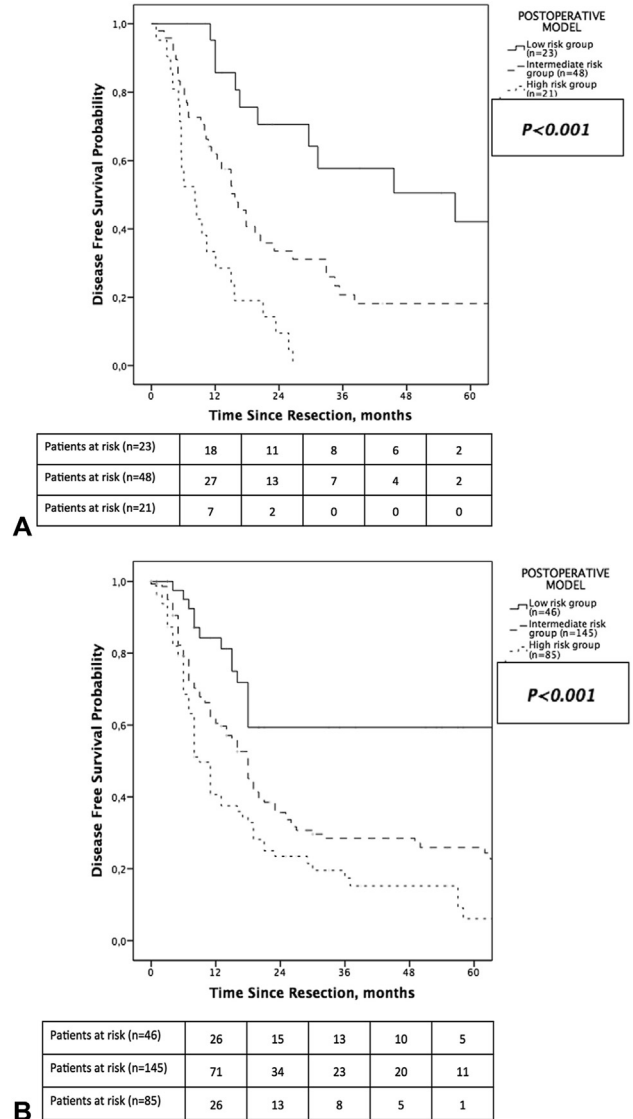 POSTOPERATIVE
MODEL
Low risk group
(n=23)
Intermediate risk
group (n=48)
High risk group
(n=21)
P<0.001
Disease Free Survival Probability
1,0
0,8
0,6
0,4
0,2
0,0
0 12 24 36 48 60
Time Since Resection, months
Patients at risk (n=23) 18 11 8 6 2
Patients at risk (n=48) 27 13 7 4 2
Patients at risk (n=21) 7 2 0 0 0
A
POSTOPERATIVE
MODEL
Low risk group
(n=46)
Intermediate risk
group (n=145)
High risk group
(n=85)
P<0.001
Disease Free Survival Probability
1,0
0,8
0,6
0,4
0,2
0,0
0 12 24 36 48 60
Time Since Resection, months
Patients at risk (n=46) 26 15 13 10 5
Patients at risk (n=145) 71 34 23 20 11
Patients at risk (n=85) 26 13 8 5 1
B